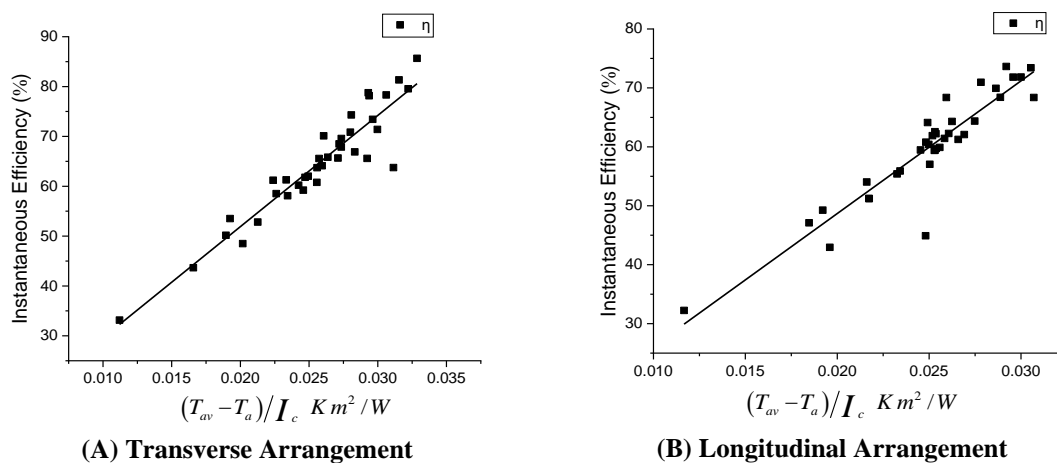 η
90
80
70
60
50
40
30
Instantaneous Efficiency (%)
0.010 0.015 0.020 0.025 0.030 0.035
(T_av − T_a)/I_c K m²/W
(A) Transverse Arrangement
η
80
70
60
50
40
30
Instantaneous Efficiency (%)
0.010 0.015 0.020 0.025 0.030
(T_av − T_a)/I_c K m²/W
(B) Longitudinal Arrangement